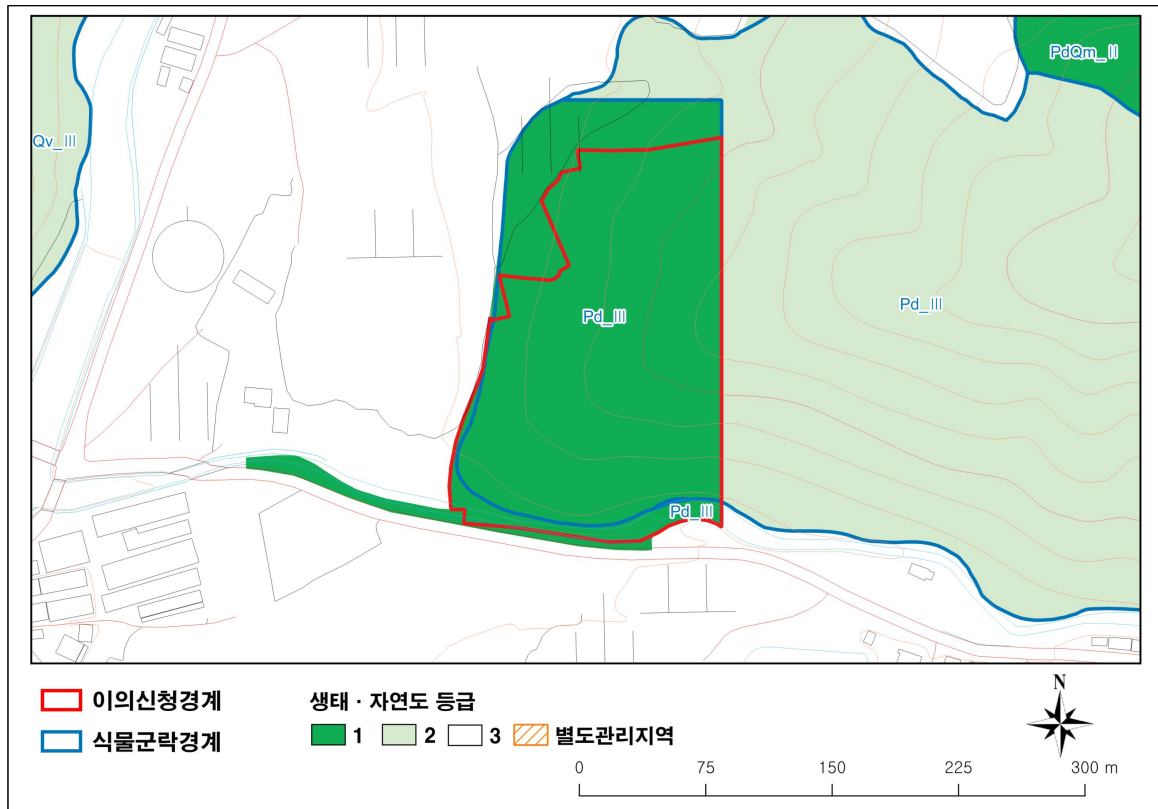 PdQm_Ⅱ
Qv_Ⅲ
Pd_Ⅲ
Pd_Ⅲ
Pd_Ⅲ
이의신청경계
식물군락경계
생태 · 자연도 등급
1 2 3 별도관리지역
N
0 75 150 225 300 m